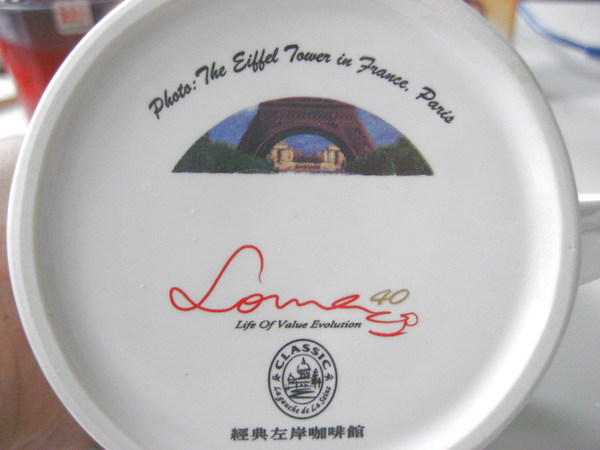 Photo: The Eiffel Tower in France, Paris
40
Life Of Value Evolution
CLASSIC
La gauche de La Seine
經典左岸咖啡館